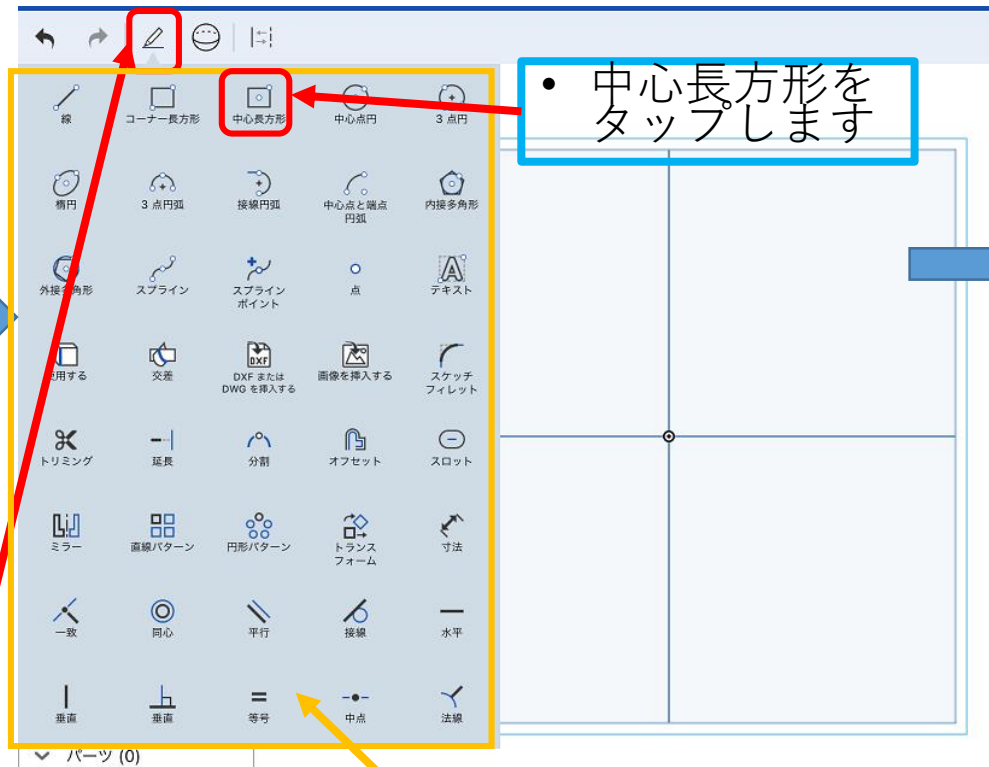 • 中心長方形を
タップします
線 コーナー長方形 中心長方形 中心点円 3 点円
楕円 3 点円弧 接線円弧 中心点と端点 内接多角形
円弧
外接多角形 スプライン スプライン 点 テキスト
ポイント
使用する 交差 DXF または 画像を挿入する スケッチ
DXF
DWG を挿入する フィレット
トリミング 延長 分割 オフセット スロット
ミラー 直線パターン 円形パターン トランス 寸法
フォーム
一致 同心 平行 接線 水平
垂直 垂直 等号 中点 法線
パーツ (0)